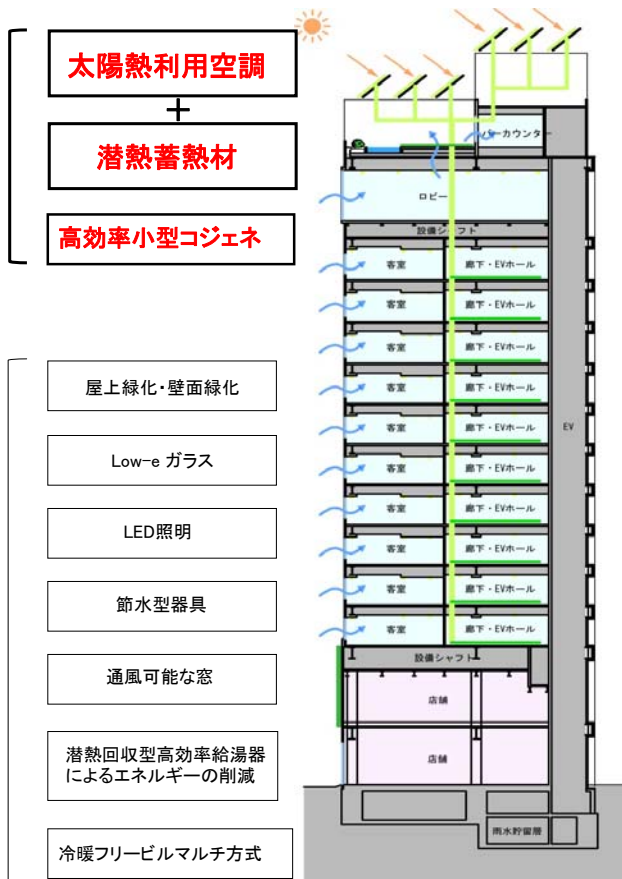 太陽熱利用空調
+
潜熱蓄熱材
高効率小型コジェネ
屋上緑化・壁面緑化
Low-e ガラス
LED照明
節水型器具
通風可能な窓
潜熱回収型高効率給湯器
によるエネルギーの削減
冷暖フリービルマルチ方式
バーカウンター
ロビー
設備シャフト
客室 廊下・EVホール
客室 廊下・EVホール
客室 廊下・EVホール
客室 廊下・EVホール
客室 廊下・EVホール
EV
客室 廊下・EVホール
客室 廊下・EVホール
客室 廊下・EVホール
客室 廊下・EVホール
客室 廊下・EVホール
設備シャフト
店舗
店舗
雨水貯留層